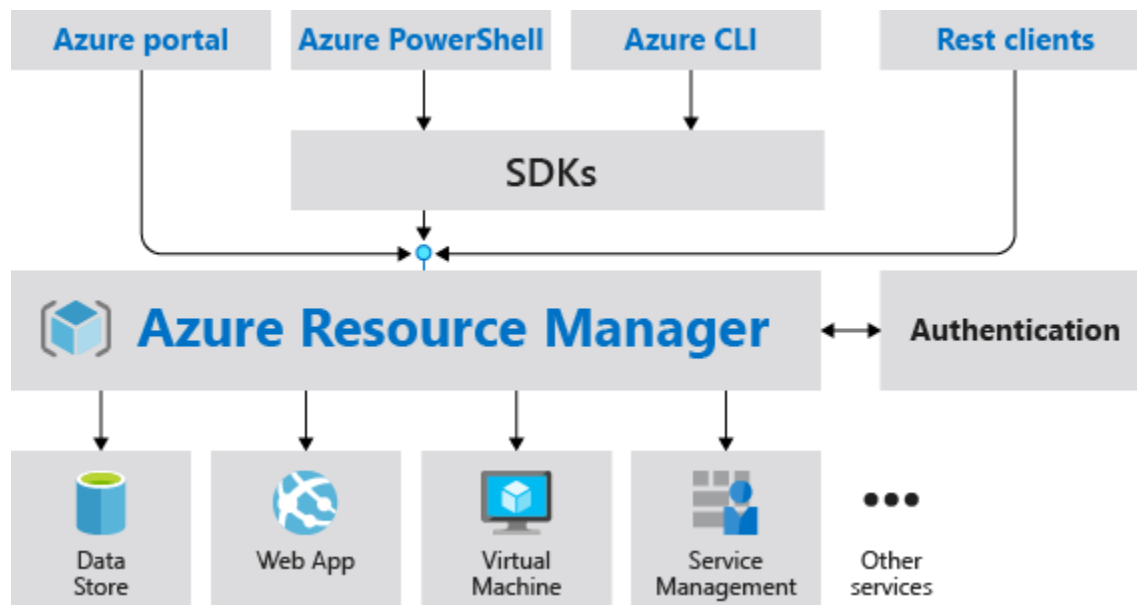 Azure portal
Azure PowerShell
Azure CLI
Rest clients
SDKs
Azure Resource Manager
Authentication
Data
Store
Web App
Virtual
Machine
Service
Management
Other
services